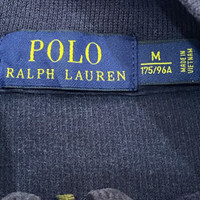 POLO
RALPH LAUREN
M
175/96A
MADE IN
VIETNAM